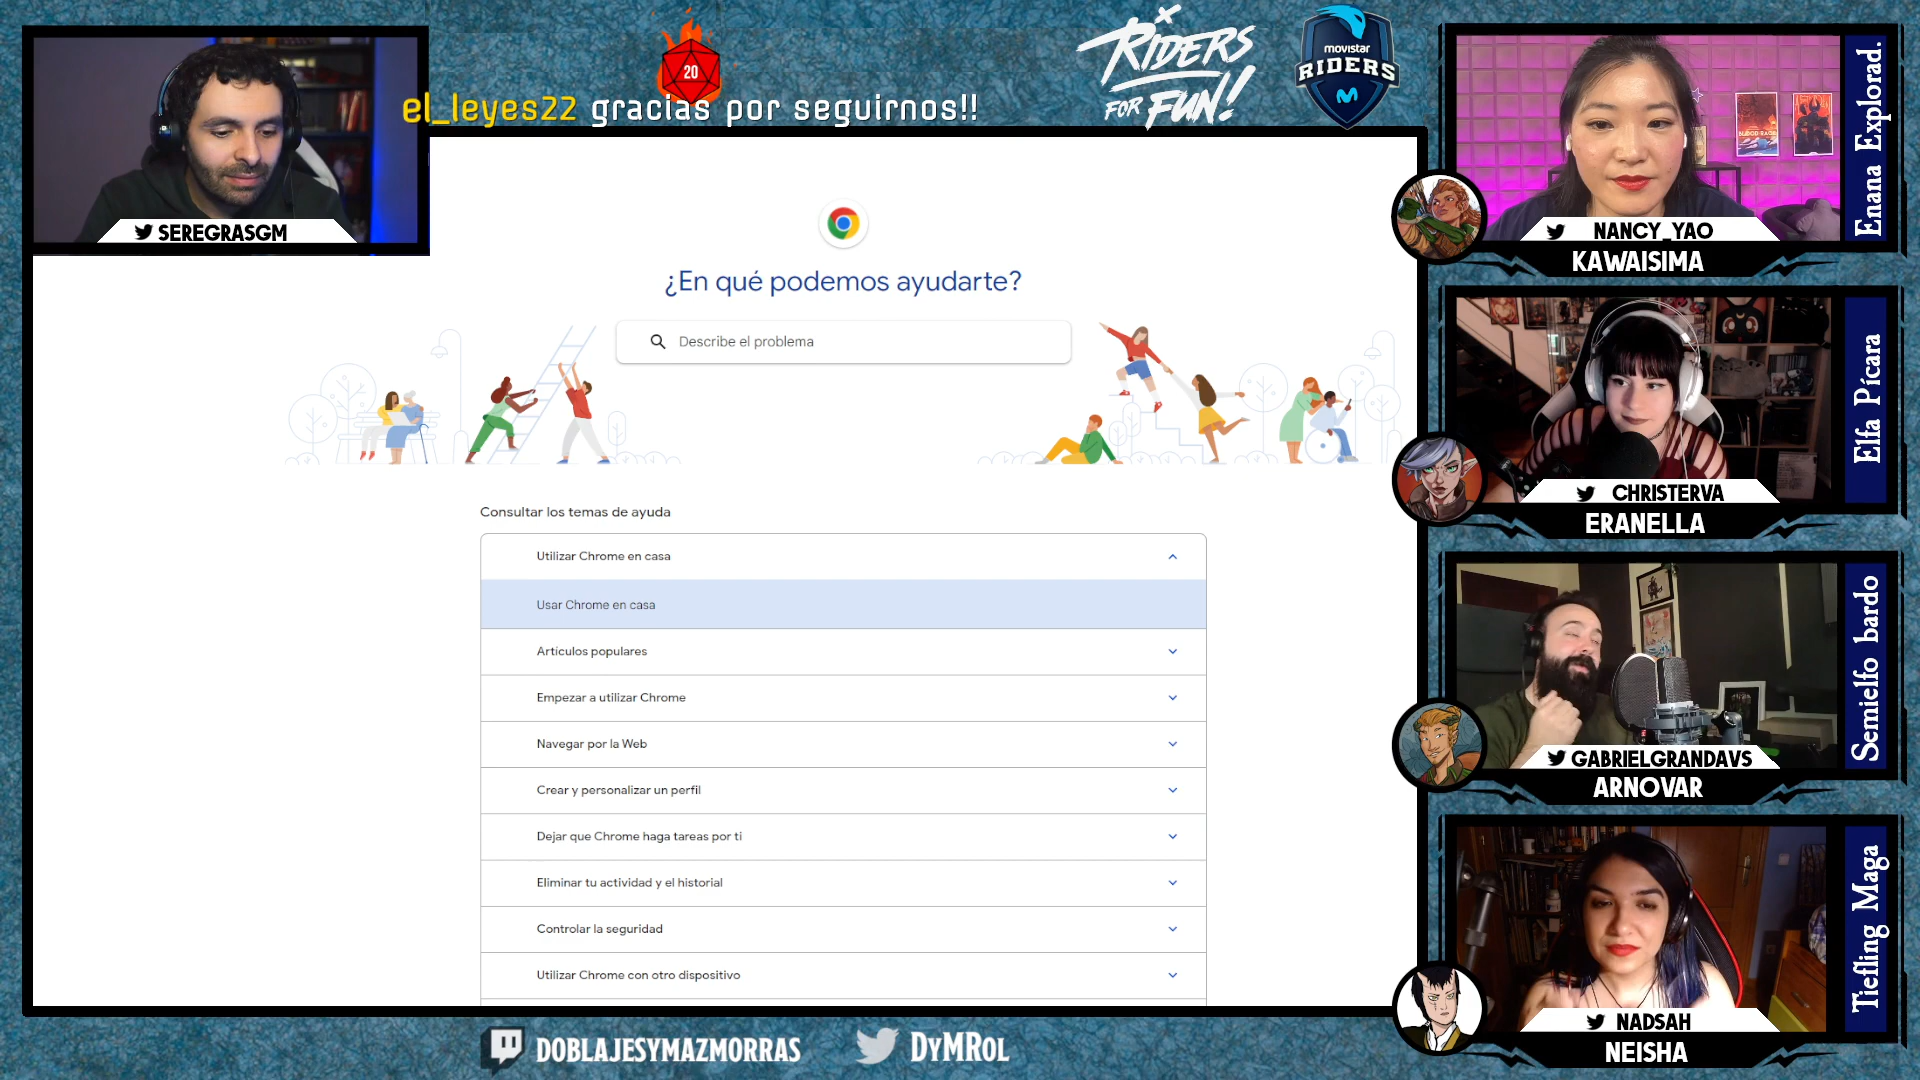 20
el_leyes22 gracias por seguirnos!!
RIDERS
FOR FUN!
movistar
RIDERS
SEREGRASGM
¿En qué podemos ayudarte?
Describe el problema
Consultar los temas de ayuda
Utilizar Chrome en casa
Usar Chrome en casa
Artículos populares
Empezar a utilizar Chrome
Navegar por la Web
Crear y personalizar un perfil
Dejar que Chrome haga tareas por ti
Eliminar tu actividad y el historial
Controlar la seguridad
Utilizar Chrome con otro dispositivo
BLOOD RAGE
NANCY_YAO
KAWAISIMA
Enana Explorad.
CHRISTERVA
ERANELLA
Elfa Pícara
GABRIELGRANDAVS
ARNOVAR
Semielfo bardo
NADSAH
NEISHA
Tiefling Maga
DOBLAJESYMAZMORRAS
DYMROL